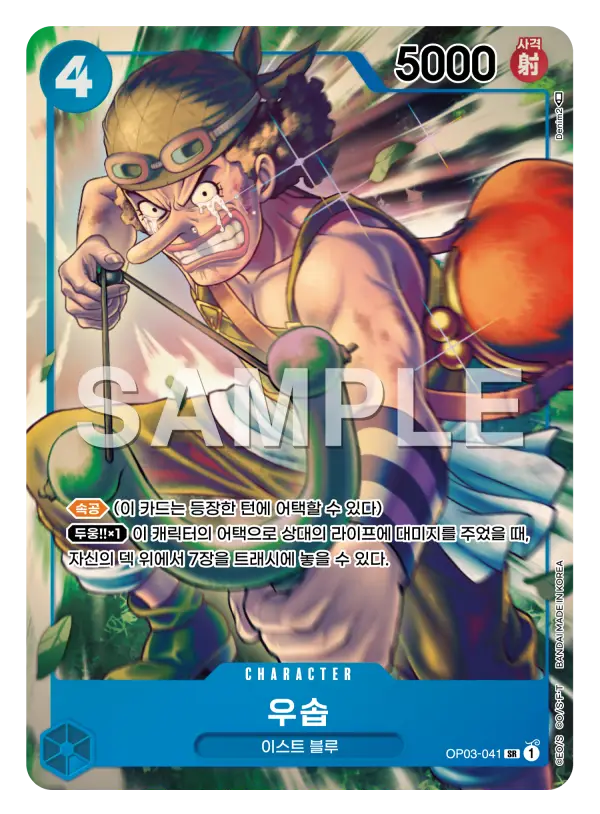 4
5000
사격
射
Denim2
SAMPLE
속공 (이 카드는 등장한 턴에 어택할 수 있다)
두웅!!×1 이 캐릭터의 어택으로 상대의 라이프에 대미지를 주었을 때,
자신의 덱 위에서 7장을 트래시에 놓을 수 있다.
CHARACTER
우솝
이스트 블루
OP03-041 SR 1
©EO/S ©O/S·F·T BANDAI MADE IN KOREA